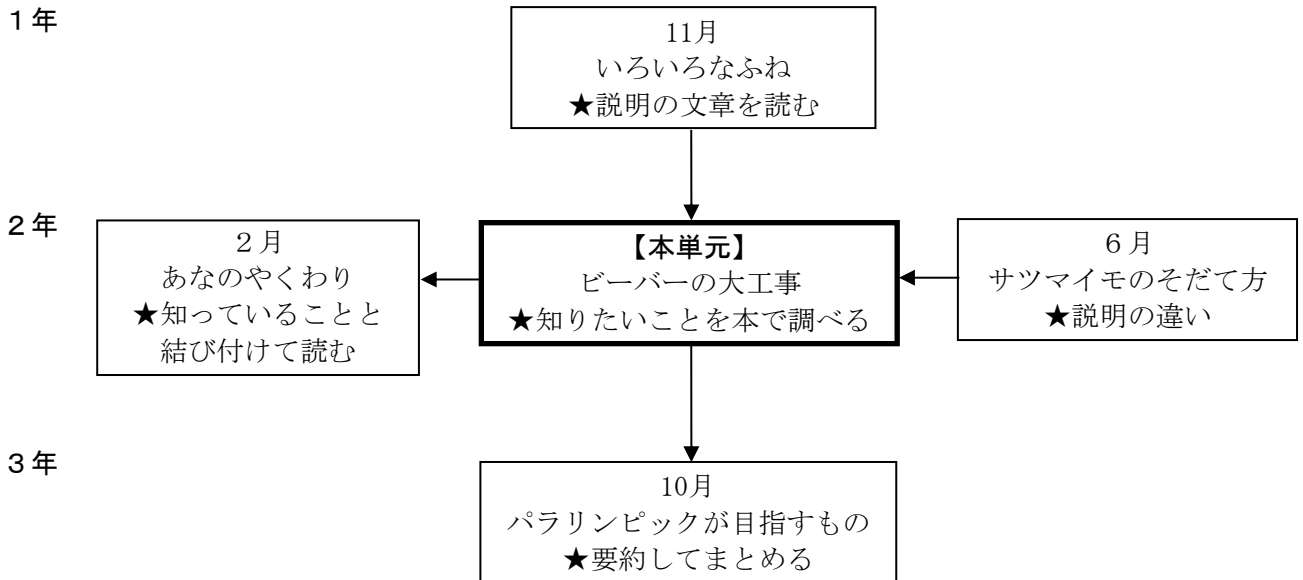 １年
11月
いろいろなふね
★説明の文章を読む
２年
２月
あなのやくわり
★知っていることと
結び付けて読む
【本単元】
ビーバーの大工事
★知りたいことを本で調べる
６月
サツマイモのそだて方
★説明の違い
３年
10月
パラリンピックが目指すもの
★要約してまとめる